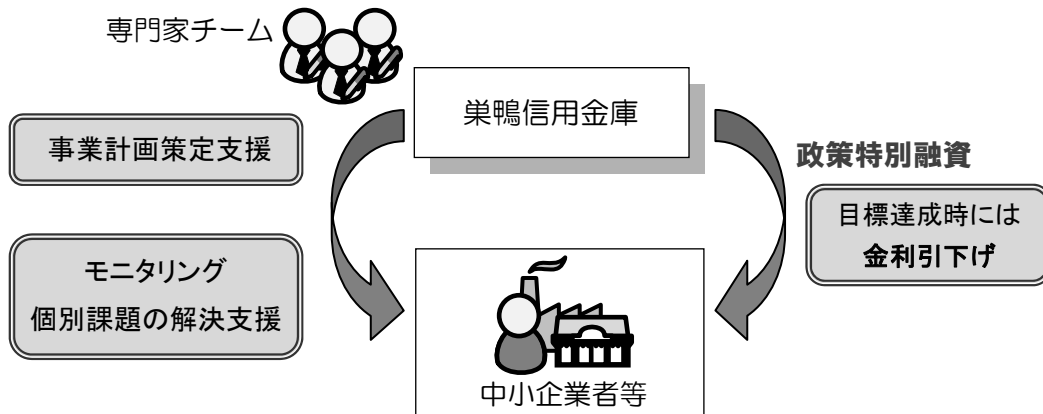 専門家チーム
巣鴨信用金庫
事業計画策定支援
政策特別融資
目標達成時には
金利引下げ
モニタリング
個別課題の解決支援
中小企業者等